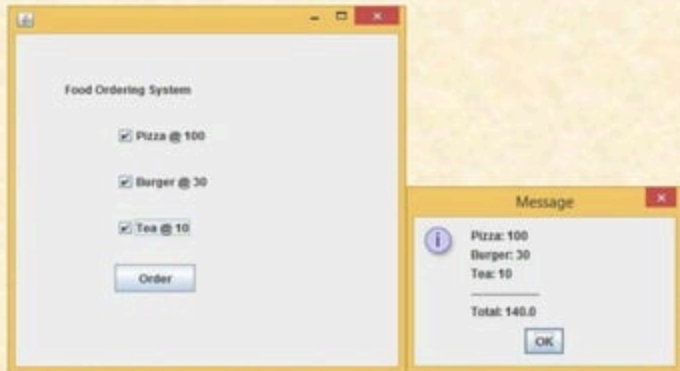 Food Ordering System
Pizza @ 100
Burger @ 30
Tea @ 10
Order
Message
i
Pizza: 100
Burger: 30
Tea: 10
Total: 140.0
OK